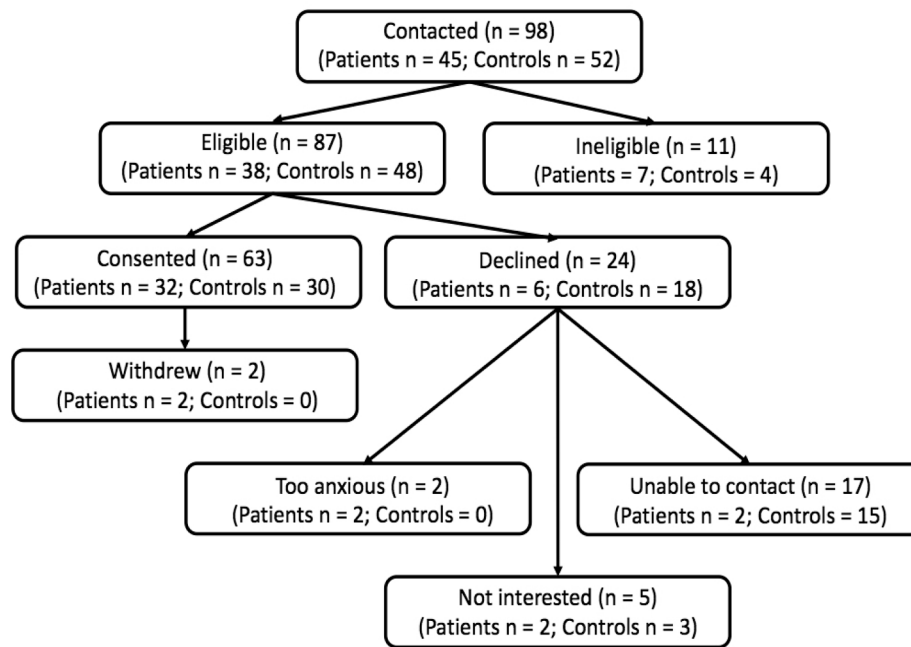 Contacted (n = 98)
(Patients n = 45; Controls n = 52)
Eligible (n = 87)
(Patients n = 38; Controls n = 48)
Ineligible (n = 11)
(Patients = 7; Controls = 4)
Consented (n = 63)
(Patients n = 32; Controls n = 30)
Declined (n = 24)
(Patients n = 6; Controls n = 18)
Withdrew (n = 2)
(Patients n = 2; Controls = 0)
Too anxious (n = 2)
(Patients n = 2; Controls = 0)
Unable to contact (n = 17)
(Patients n = 2; Controls = 15)
Not interested (n = 5)
(Patients n = 2; Controls n = 3)